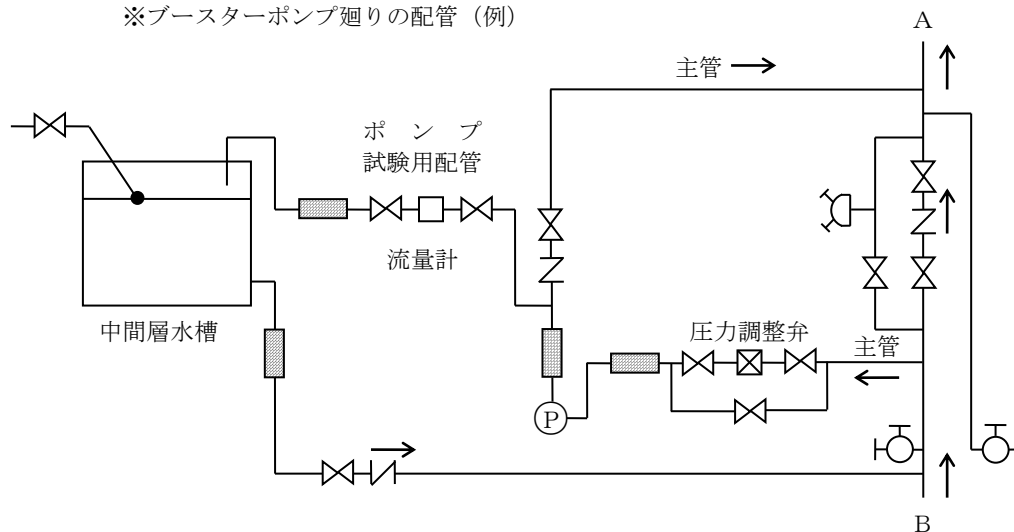 ※ブースターポンプ廻りの配管（例）
A
主管
ポ　ン　プ
試験用配管
流量計
中間層水槽
圧力調整弁
主管
P
B